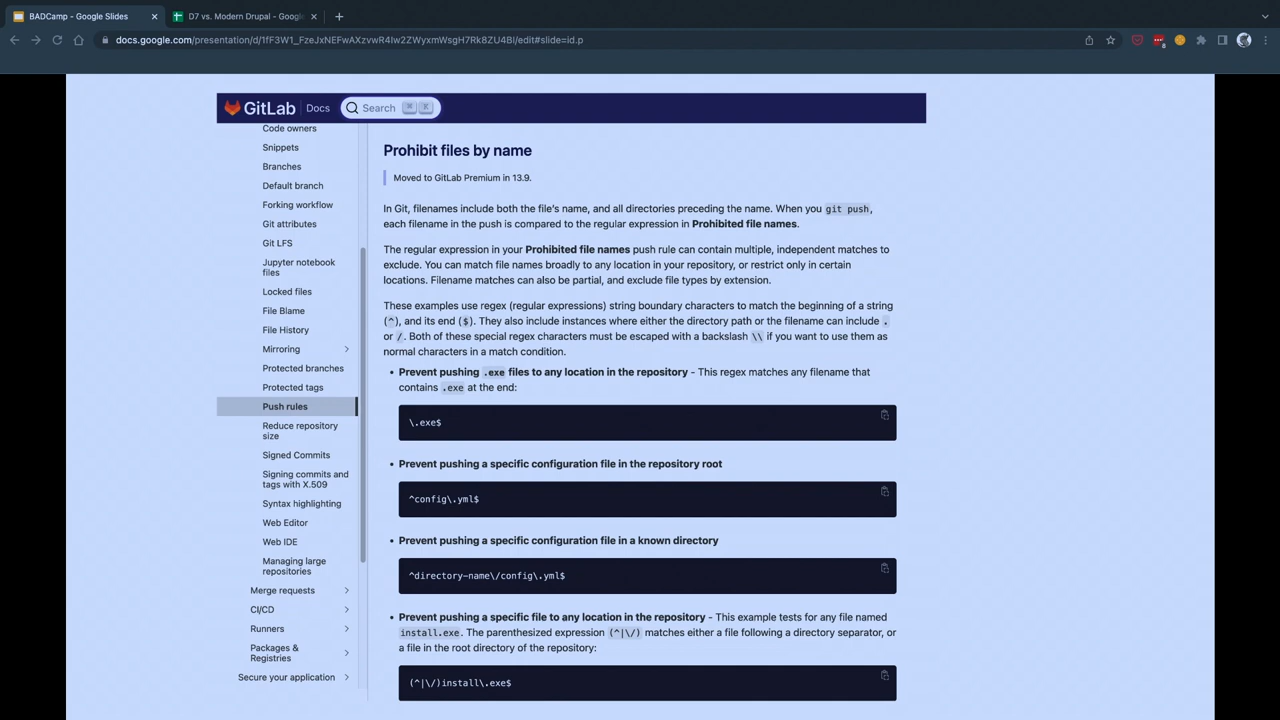 BADCamp - Google Slides
D7 vs. Modern Drupal - Google
docs.google.com/presentation/d/1fF3W1_FzeJxNEFwAXzvwR4Iw2ZWyxmWsgH7Rk8ZU4BI/edit#slide=id.p
8
GitLab Docs
Search ⌘ K
Code owners
Snippets
Branches
Default branch
Forking workflow
Git attributes
Git LFS
Jupyter notebook
files
Locked files
File Blame
File History
Mirroring
Protected branches
Protected tags
Push rules
Reduce repository
size
Signed Commits
Signing commits and
tags with X.509
Syntax highlighting
Web Editor
Web IDE
Managing large
repositories
Merge requests
CI/CD
Runners
Packages &
Registries
Secure your application
Prohibit files by name
Moved to GitLab Premium in 13.9.
In Git, filenames include both the file's name, and all directories preceding the name. When you git push,
each filename in the push is compared to the regular expression in Prohibited file names.
The regular expression in your Prohibited file names push rule can contain multiple, independent matches to
exclude. You can match file names broadly to any location in your repository, or restrict only in certain
locations. Filename matches can also be partial, and exclude file types by extension.
These examples use regex (regular expressions) string boundary characters to match the beginning of a string
(^), and its end ($). They also include instances where either the directory path or the filename can include .
or /. Both of these special regex characters must be escaped with a backslash \\ if you want to use them as
normal characters in a match condition.
• Prevent pushing .exe files to any location in the repository - This regex matches any filename that
contains .exe at the end:
\.exe$
• Prevent pushing a specific configuration file in the repository root
^config\.yml$
• Prevent pushing a specific configuration file in a known directory
^directory-name\/config\.yml$
• Prevent pushing a specific file to any location in the repository - This example tests for any file named
install.exe. The parenthesized expression (^|\/) matches either a file following a directory separator, or
a file in the root directory of the repository:
(^|\/)install\.exe$